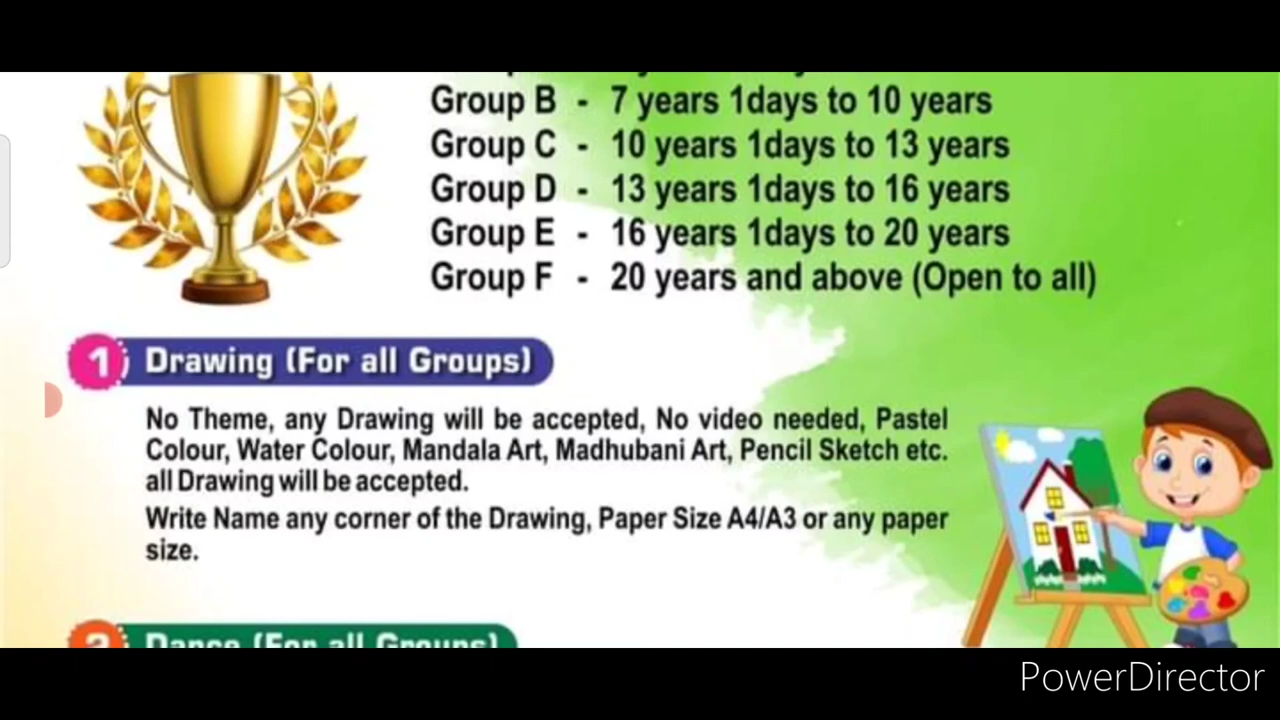 Group B - 7 years 1days to 10 years
Group C - 10 years 1days to 13 years
Group D - 13 years 1days to 16 years
Group E - 16 years 1days to 20 years
Group F - 20 years and above (Open to all)
1 Drawing (For all Groups)
No Theme, any Drawing will be accepted, No video needed, Pastel
Colour, Water Colour, Mandala Art, Madhubani Art, Pencil Sketch etc.
all Drawing will be accepted.
Write Name any corner of the Drawing, Paper Size A4/A3 or any paper
size.
2 Dance (For all Groups)
PowerDirector